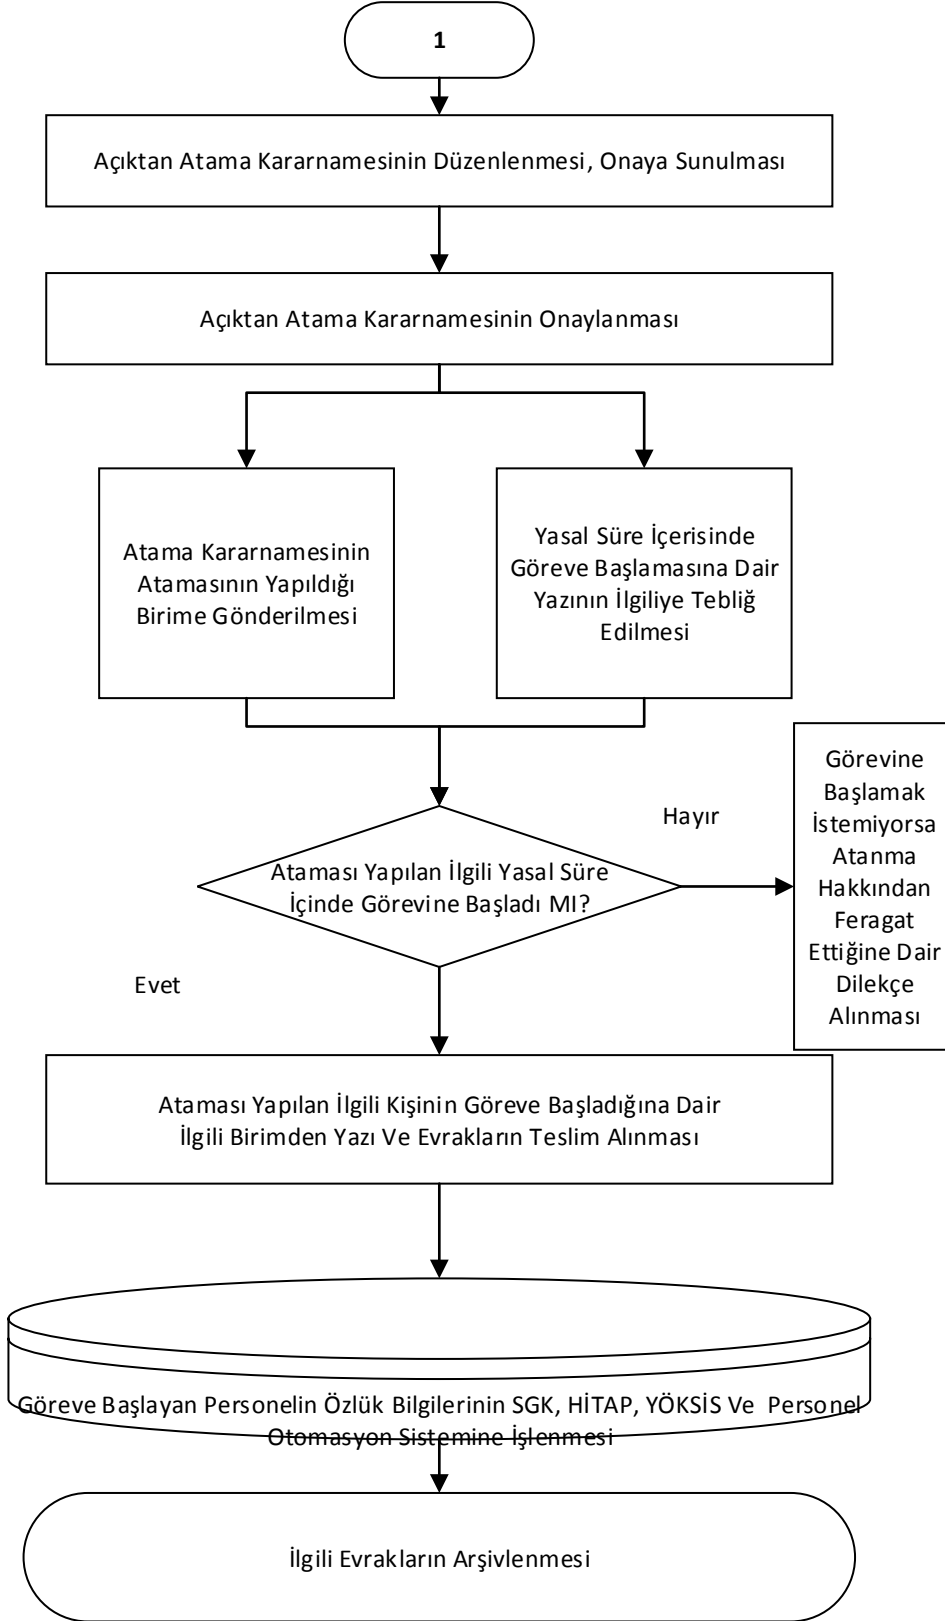 1
Açıktan Atama Kararnamesinin Düzenlenmesi, Onaya Sunulması
Açıktan Atama Kararnamesinin Onaylanması
Atama Kararnamesinin
Atamasının Yapıldığı
Birime Gönderilmesi
Yasal Süre İçerisinde
Göreve Başlamasına Dair
Yazının İlgiliye Tebliğ
Edilmesi
Ataması Yapılan İlgili Yasal Süre
İçinde Görevine Başladı MI?
Hayır
Görevine
Başlamak
İstemiyorsa
Atanma
Hakkından
Feragat
Ettiğine Dair
Dilekçe
Alınması
Evet
Ataması Yapılan İlgili Kişinin Göreve Başladığına Dair
İlgili Birimden Yazı Ve Evrakların Teslim Alınması
Göreve Başlayan Personelin Özlük Bilgilerinin SGK, HİTAP, YÖKSİS Ve Personel
Otomasyon Sistemine İşlenmesi
İlgili Evrakların Arşivlenmesi